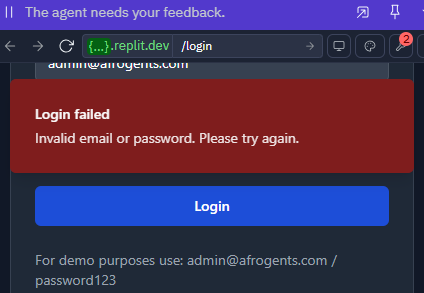 The agent needs your feedback.
{...}.replit.dev /login
2
admin@afrogents.com
Login failed
Invalid email or password. Please try again.
Login
For demo purposes use: admin@afrogents.com /
password123